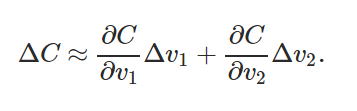 ΔC ≈ ∂C/∂v₁ Δv₁ + ∂C/∂v₂ Δv₂.